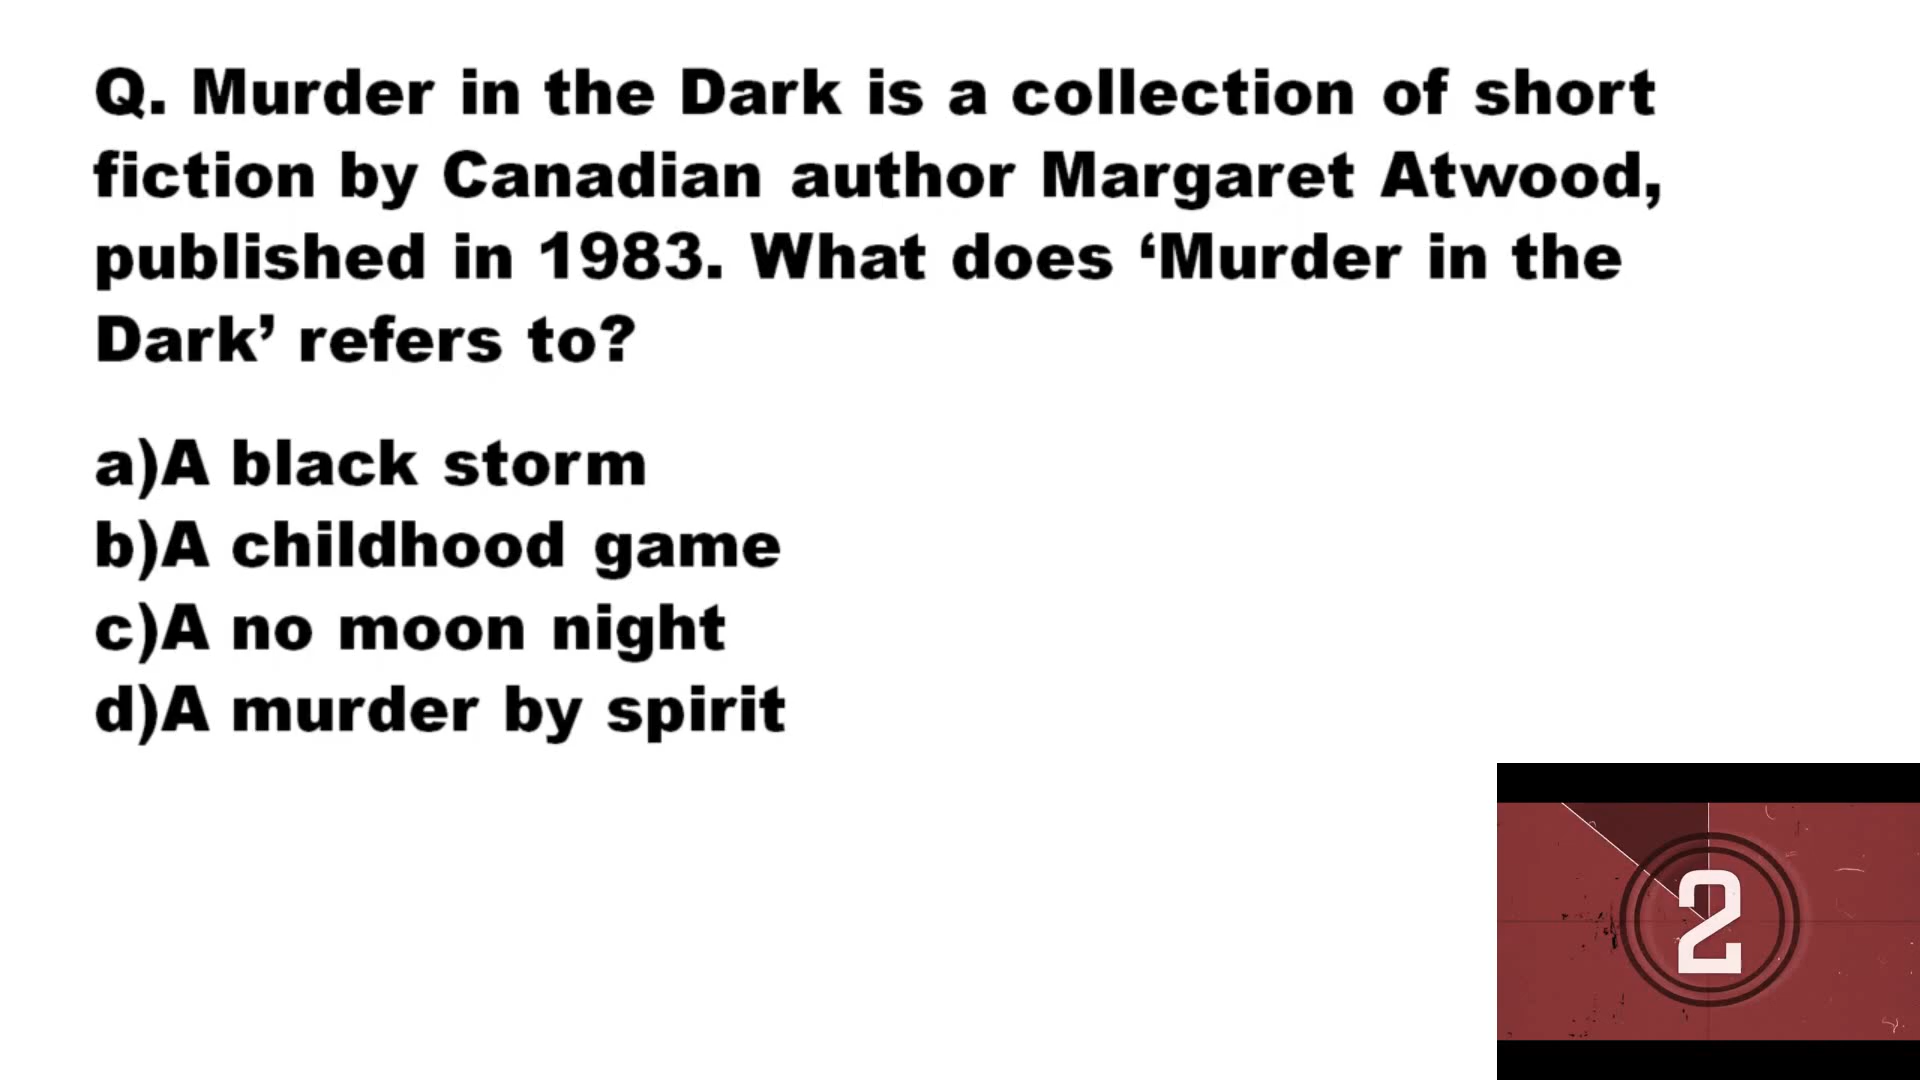 Q. Murder in the Dark is a collection of short
fiction by Canadian author Margaret Atwood,
published in 1983. What does ‘Murder in the
Dark’ refers to?
a)A black storm
b)A childhood game
c)A no moon night
d)A murder by spirit
2